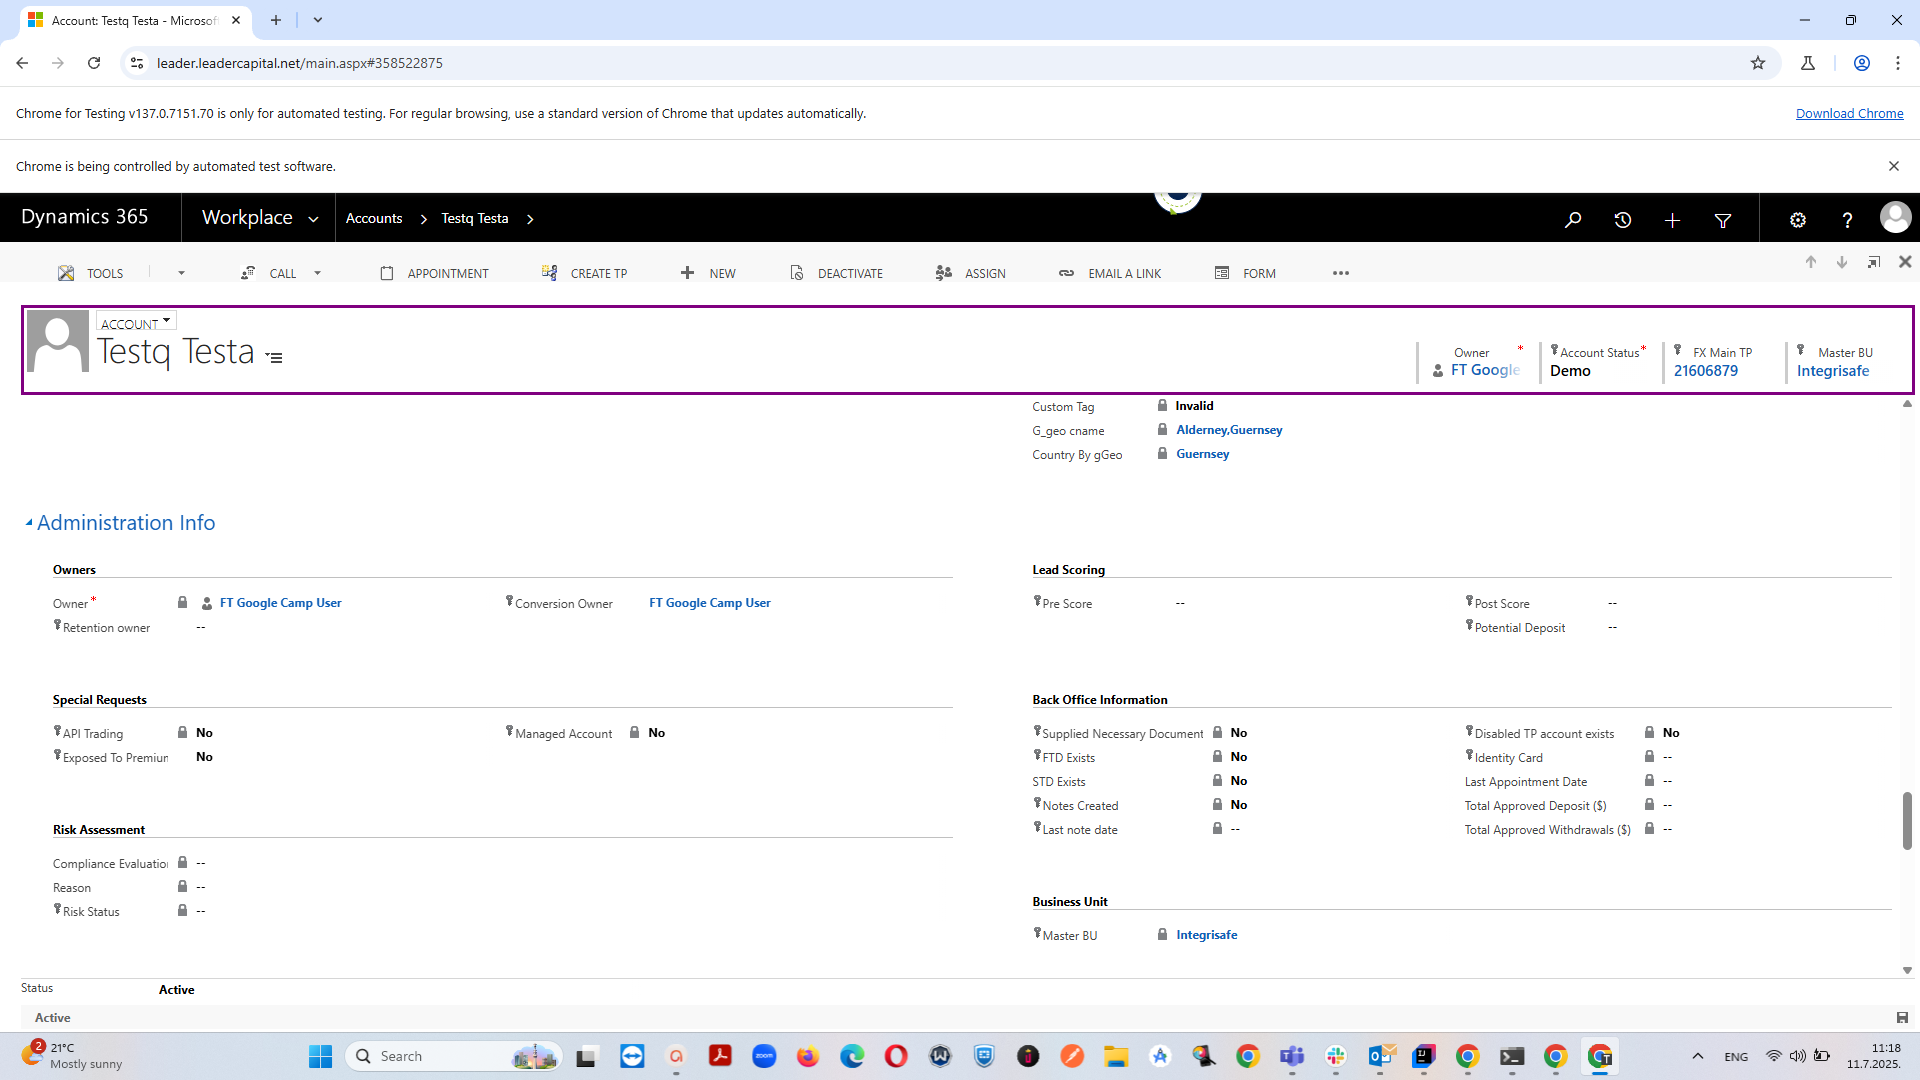 Account: Testq Testa - Microsof
leader.leadercapital.net/main.aspx#358522875
Chrome for Testing v137.0.7151.70 is only for automated testing. For regular browsing, use a standard version of Chrome that updates automatically.
Download Chrome
Chrome is being controlled by automated test software.
Dynamics 365
Workplace
Accounts
Testq Testa
TOOLS
CALL
APPOINTMENT
CREATE TP
NEW
DEACTIVATE
ASSIGN
EMAIL A LINK
FORM
ACCOUNT
Testq Testa
Owner *
FT Google
Account Status *
Demo
FX Main TP
21606879
Master BU
Integrisafe
Custom Tag Invalid
G_geo cname Alderney,Guernsey
Country By gGeo Guernsey
Administration Info
Owners
Owner * FT Google Camp User
Conversion Owner FT Google Camp User
Retention owner --
Lead Scoring
Pre Score --
Post Score --
Potential Deposit --
Special Requests
API Trading No
Managed Account No
Exposed To Premiun No
Back Office Information
Supplied Necessary Document No
Disabled TP account exists No
FTD Exists No
Identity Card --
STD Exists No
Last Appointment Date --
Notes Created No
Total Approved Deposit ($) --
Last note date --
Total Approved Withdrawals ($) --
Risk Assessment
Compliance Evaluation --
Reason --
Risk Status --
Business Unit
Master BU Integrisafe
Status Active
Active
2
21°C
Mostly sunny
Search
zoom
ENG
11:18
11.7.2025.